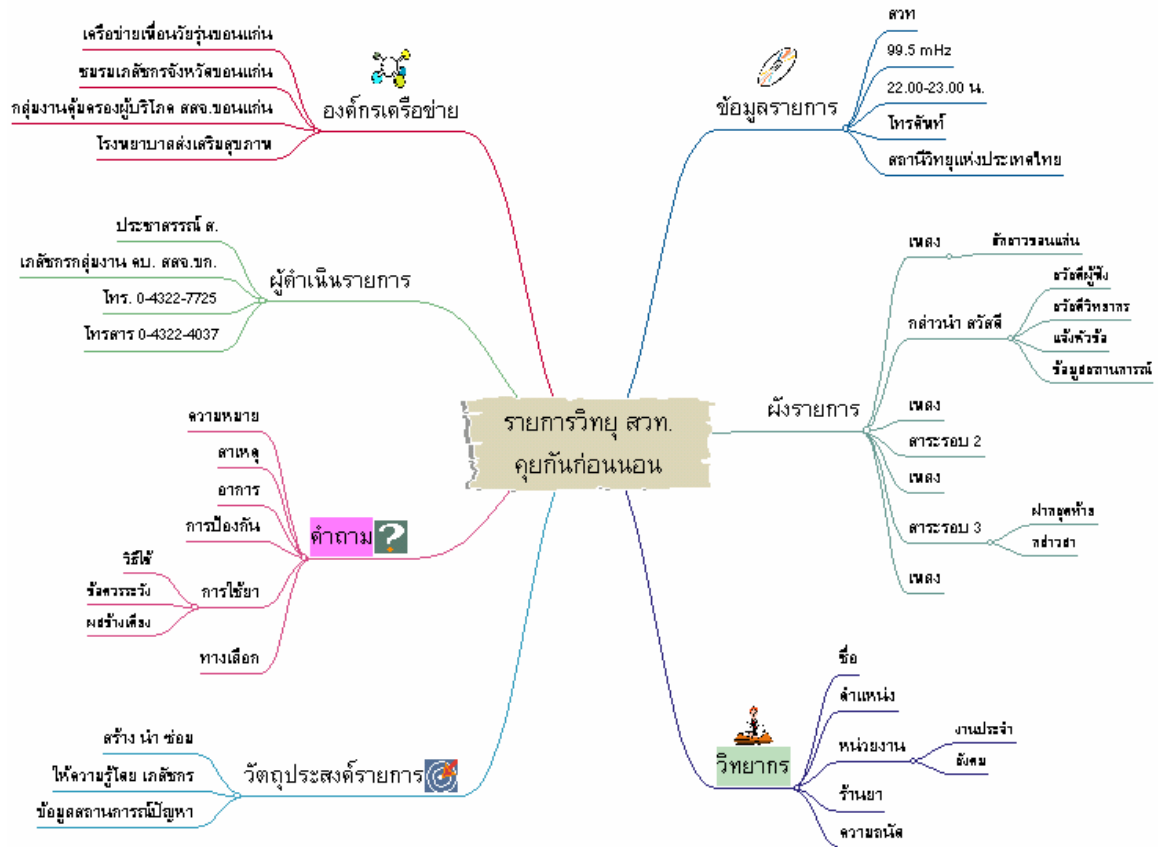 รายการวิทยุ สวท.
คุยกันก่อนนอน
องค์กรเครือข่าย
เครือข่ายเพื่อนวัยรุ่นขอนแก่น
ชมรมเภสัชกรจังหวัดขอนแก่น
กลุ่มงานคุ้มครองผู้บริโภค สสจ.ขอนแก่น
โรงพยาบาลส่งเสริมสุขภาพ
ผู้ดำเนินรายการ
ประชาสรรณ์ ส.
เภสัชกรกลุ่มงาน คบ. สสจ.ขก.
โทร. 0-4322-7725
โทรสาร 0-4322-4037
คำถาม
ความหมาย
สาเหตุ
อาการ
การป้องกัน
การใช้ยา
วิธีใช้
ข้อควรระวัง
ผลข้างเคียง
ทางเลือก
วัตถุประสงค์รายการ
สร้าง นำ ซ่อม
ให้ความรู้โดย เภสัชกร
ข้อมูลสถานการณ์ปัญหา
ข้อมูลรายการ
สวท
99.5 mHz
22.00-23.00 น.
โทรศัพท์
สถานีวิทยุแห่งประเทศไทย
ผังรายการ
เพลง
กล่าวนำ สวัสดี
สวัสดีผู้ฟัง
สวัสดีวิทยากร
แจ้งหัวข้อ
ข้อมูลสถานการณ์
เพลง
สาระรอบ 2
เพลง
สาระรอบ 3
ฝากสุดท้าย
กล่าวลา
เพลง
วิทยากร
ชื่อ
ตำแหน่ง
หน่วยงาน
งานประจำ
สังคม
ร้านยา
ความถนัด